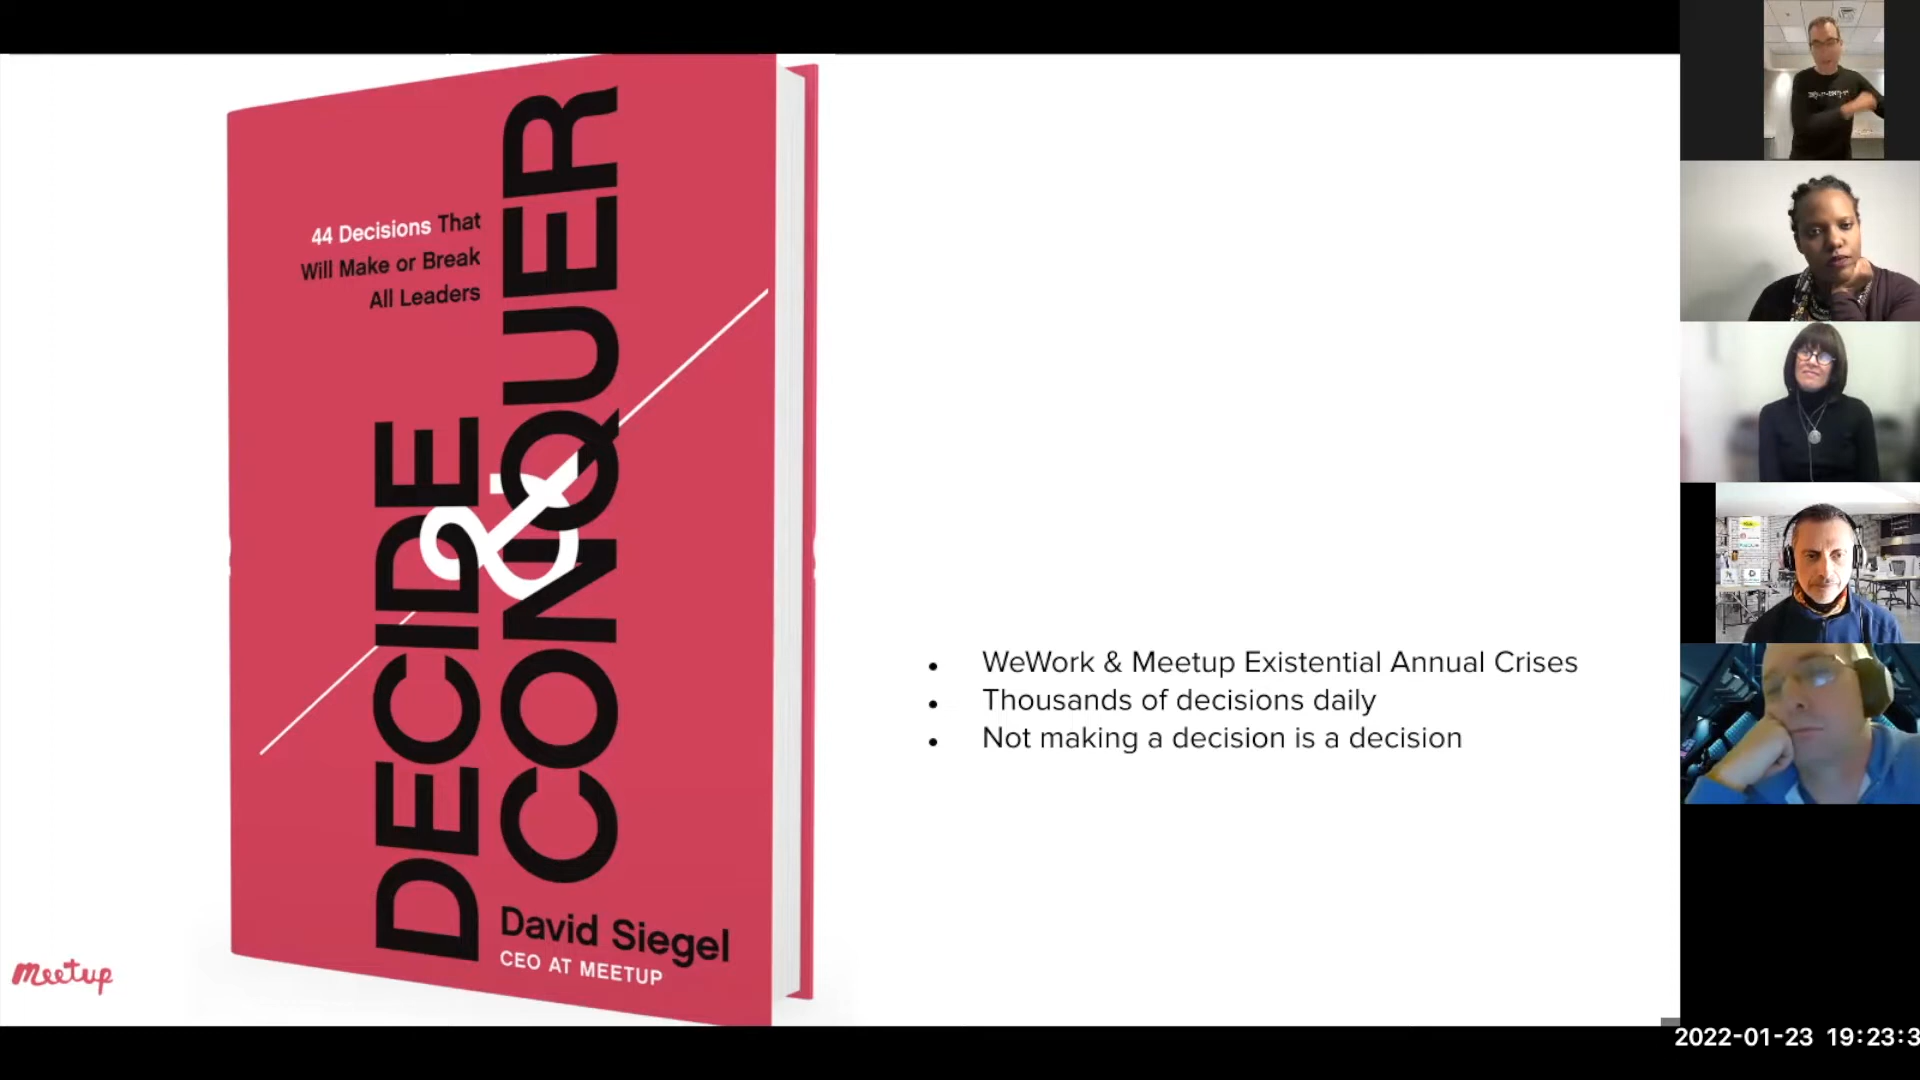 44 Decisions That
Will Make or Break
All Leaders
DECIDE
&
CONQUER
David Siegel
CEO AT MEETUP
• WeWork & Meetup Existential Annual Crises
• Thousands of decisions daily
• Not making a decision is a decision
meetup
2022-01-23 19:23:3